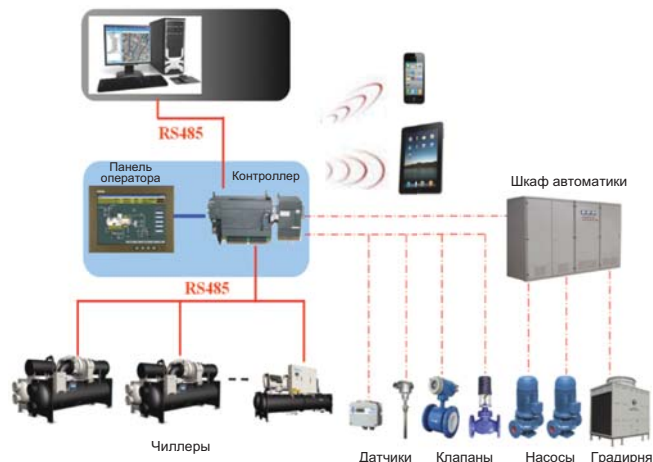 RS485
Панель
оператора
Контроллер
Шкаф автоматики
RS485
Чиллеры
Датчики
Клапаны
Насосы
Градирня